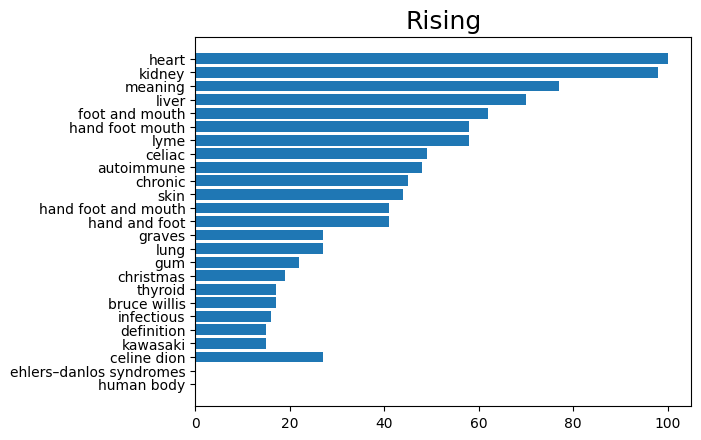 Rising
heart
kidney
meaning
liver
foot and mouth
hand foot mouth
lyme
celiac
autoimmune
chronic
skin
hand foot and mouth
hand and foot
graves
lung
gum
christmas
thyroid
bruce willis
infectious
definition
kawasaki
celine dion
ehlers–danlos syndromes
human body
0 20 40 60 80 100